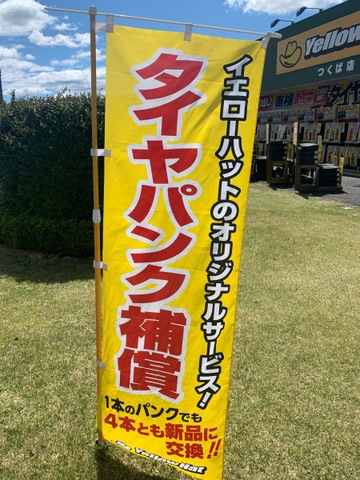 イエローハットのオリジナルサービス!
タイヤパンク補償
1本のパンクでも
4本とも新品に
交換!!
Yellow Hat
Yellow
つくば店